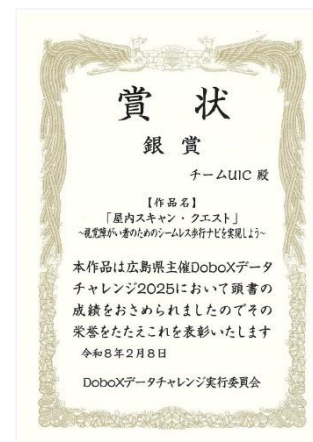 賞 状
銀 賞
チームUIC 殿
【作品名】
「屋内スキャン・クエスト」
~視覚障がい者のためのシームレス歩行ナビを実現しよう~
本作品は広島県主催DoboXデータ
チャレンジ2025において頭書の
成績をおさめられましたのでその
栄誉をたたえこれを表彰いたします
令和8年2月8日
DoboXデータチャレンジ実行委員会